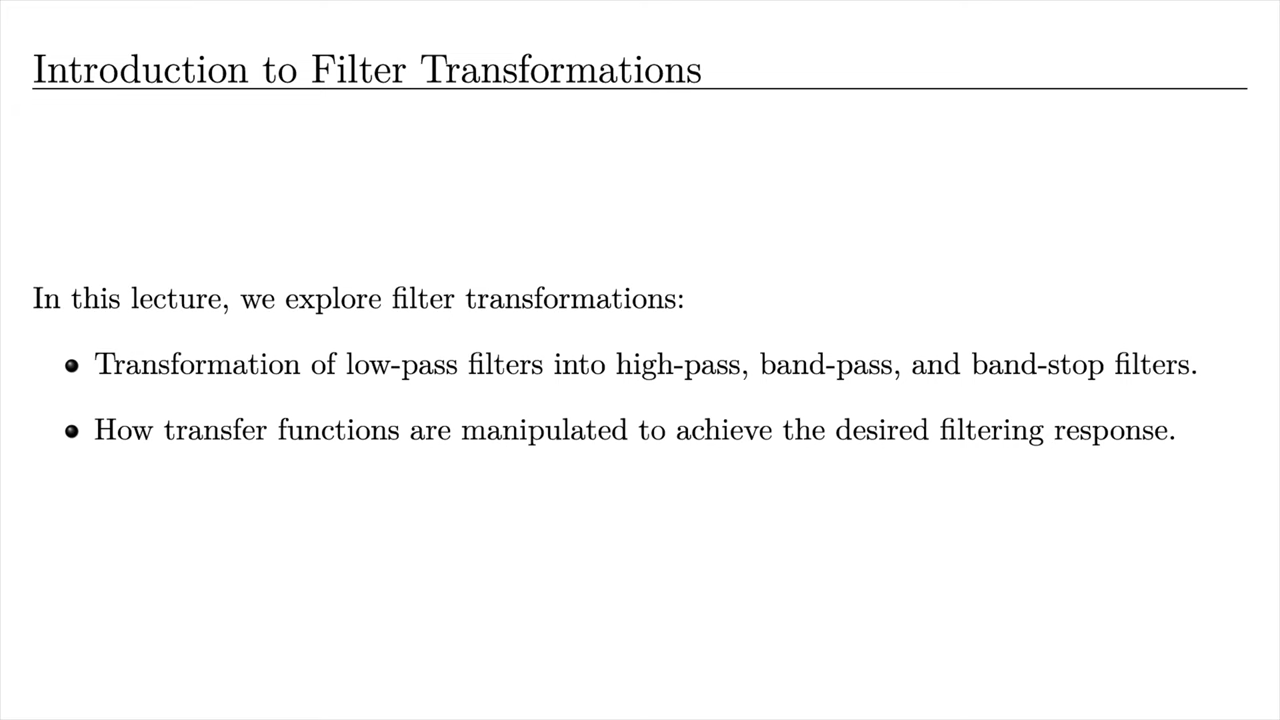 Introduction to Filter Transformations
In this lecture, we explore filter transformations:
Transformation of low-pass filters into high-pass, band-pass, and band-stop filters.
How transfer functions are manipulated to achieve the desired filtering response.